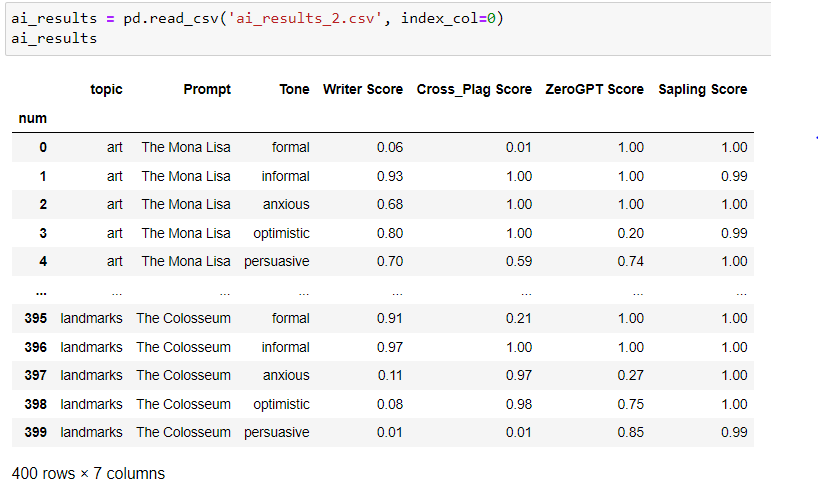 ai_results = pd.read_csv('ai_results_2.csv', index_col=0)
ai_results
topic Prompt Tone Writer Score Cross_Plag Score ZeroGPT Score Sapling Score
num
0 art The Mona Lisa formal 0.06 0.01 1.00 1.00
1 art The Mona Lisa informal 0.93 1.00 1.00 0.99
2 art The Mona Lisa anxious 0.68 1.00 1.00 1.00
3 art The Mona Lisa optimistic 0.80 1.00 0.20 0.99
4 art The Mona Lisa persuasive 0.70 0.59 0.74 1.00
... ... ... ... ... ... ... ...
395 landmarks The Colosseum formal 0.91 0.21 1.00 1.00
396 landmarks The Colosseum informal 0.97 1.00 1.00 1.00
397 landmarks The Colosseum anxious 0.11 0.97 0.27 1.00
398 landmarks The Colosseum optimistic 0.08 0.98 0.75 1.00
399 landmarks The Colosseum persuasive 0.01 0.01 0.85 0.99
400 rows × 7 columns